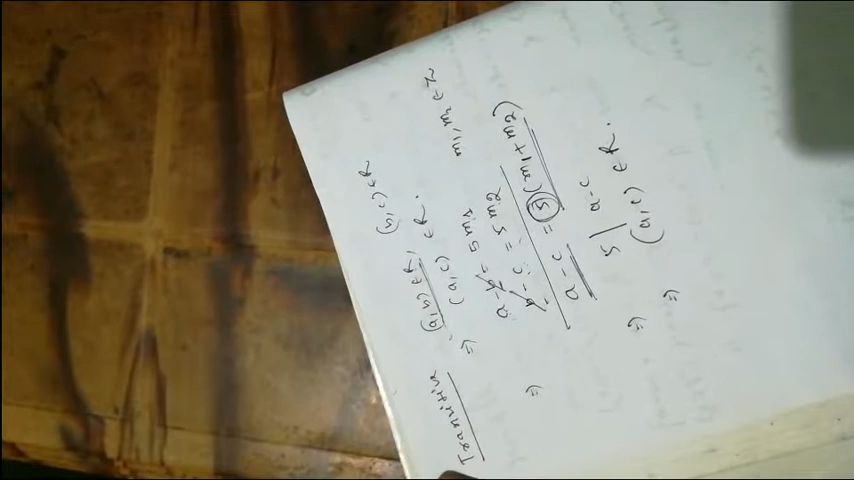 Transitive (a,b) ∈ R, (b,c) ∈ R
⇒ (a,c) ∈ R.
a - b = 5m1 m1, m2 ∈ Z
⇒ b - c = 5m2
a - c = 5(m1 + m2)
⇒ 5 | a - c
⇒ (a,c) ∈ R.